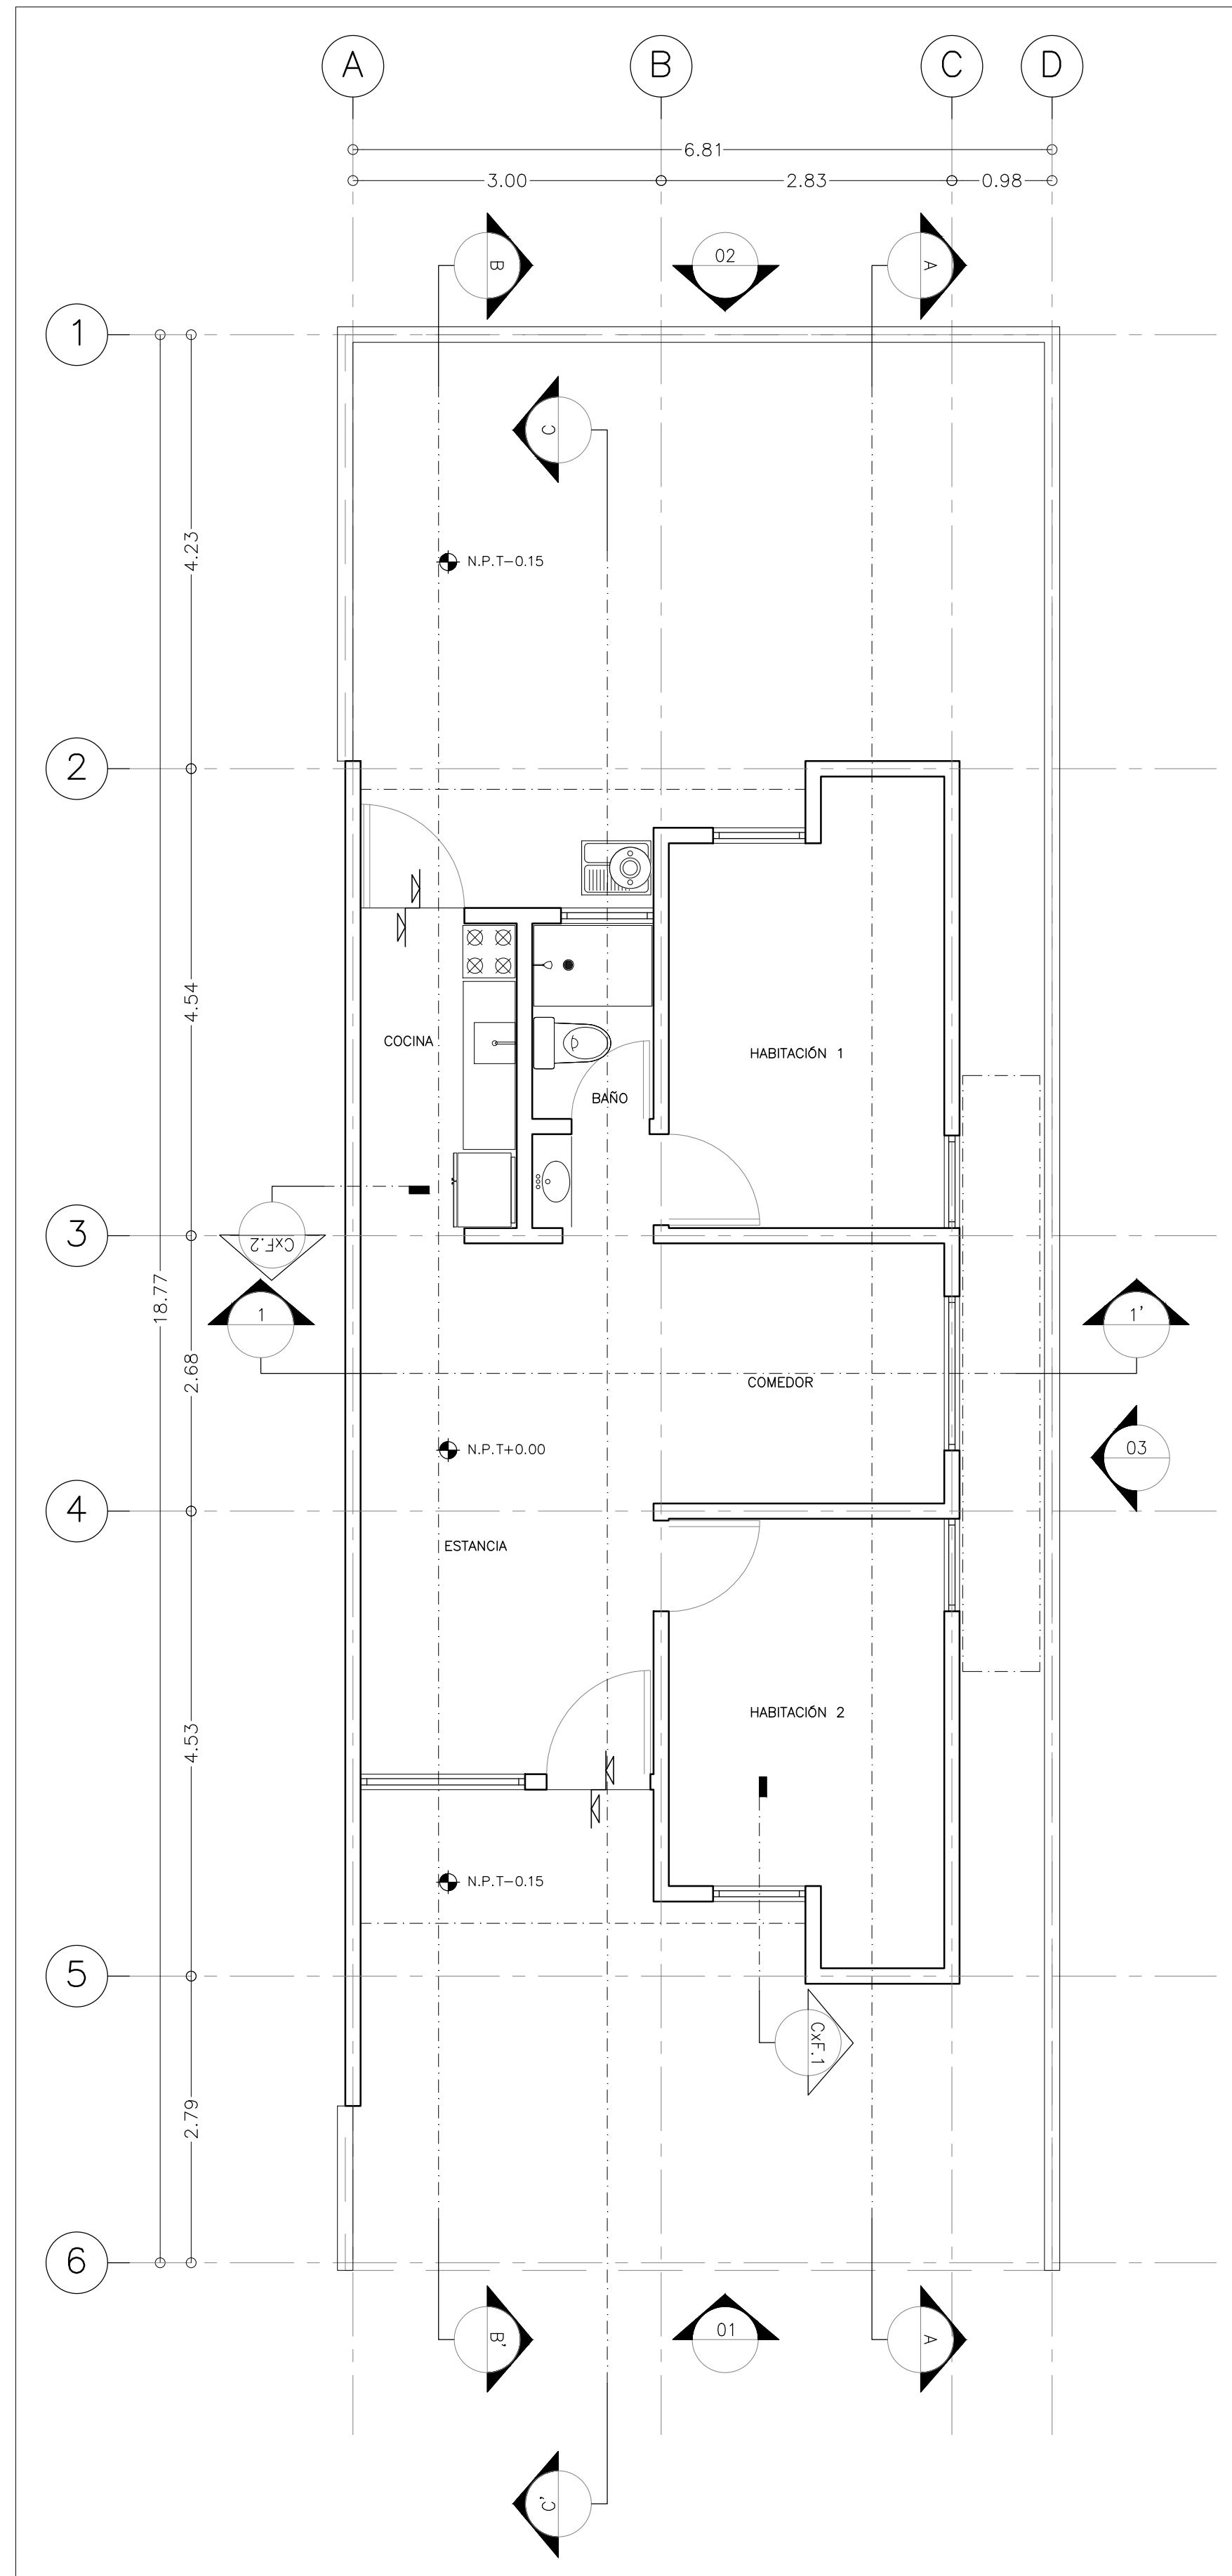 A B C D
6.81
3.00 2.83 0.98
B 02 A
1
C
4.23
N.P.T-0.15
2
4.54
COCINA
HABITACIÓN 1
BAÑO
3
CxF.2
18.77
1 1'
2.68
COMEDOR
N.P.T+0.00
03
4
ESTANCIA
HABITACIÓN 2
4.53
N.P.T-0.15
5
CxF.1
2.79
6
B' 01 A
C'